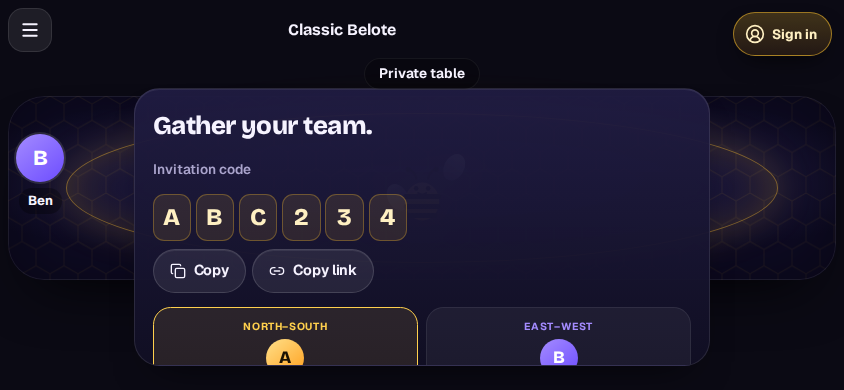 Classic Belote
Sign in
Private table
Gather your team.
Invitation code
A B C 2 3 4
Copy
Copy link
B
Ben
NORTH–SOUTH
A
EAST–WEST
B